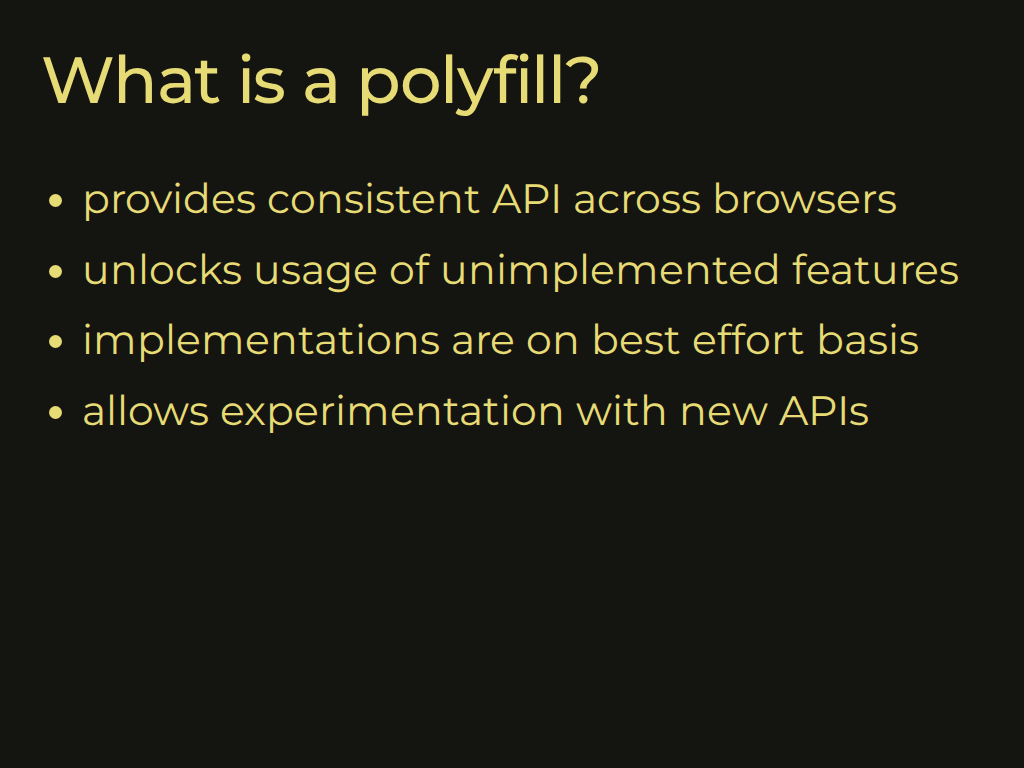 What is a polyfill?
• provides consistent API across browsers
• unlocks usage of unimplemented features
• implementations are on best effort basis
• allows experimentation with new APIs